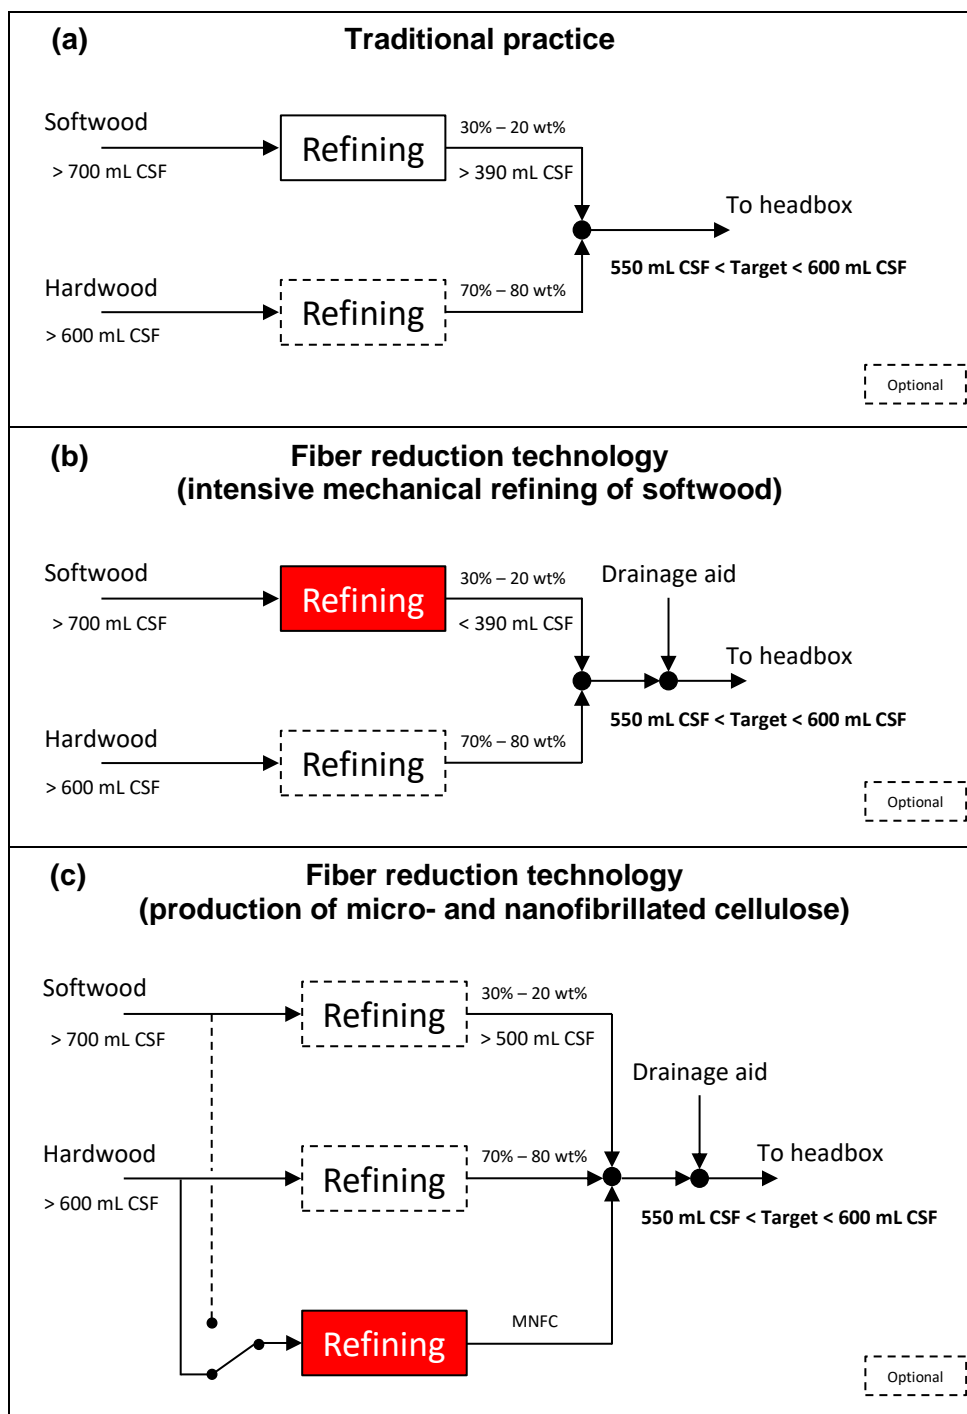 (a)
Traditional practice
Softwood
> 700 mL CSF
Refining
30% – 20 wt%
> 390 mL CSF
To headbox
550 mL CSF < Target < 600 mL CSF
Hardwood
> 600 mL CSF
Refining
70% – 80 wt%
Optional
(b)
Fiber reduction technology
(intensive mechanical refining of softwood)
Softwood
> 700 mL CSF
Refining
30% – 20 wt%
< 390 mL CSF
Drainage aid
To headbox
550 mL CSF < Target < 600 mL CSF
Hardwood
> 600 mL CSF
Refining
70% – 80 wt%
Optional
(c)
Fiber reduction technology
(production of micro- and nanofibrillated cellulose)
Softwood
> 700 mL CSF
Refining
30% – 20 wt%
> 500 mL CSF
Drainage aid
Hardwood
> 600 mL CSF
Refining
70% – 80 wt%
To headbox
550 mL CSF < Target < 600 mL CSF
Refining
MNFC
Optional